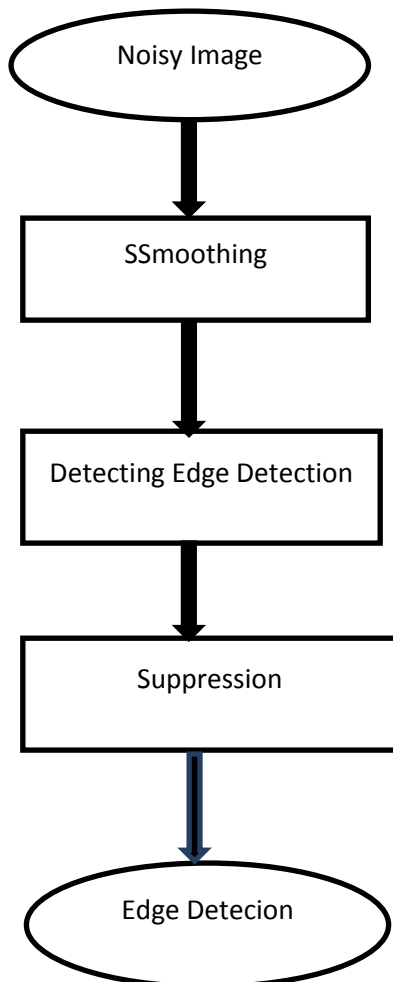 Noisy Image
SSmoothing
Detecting Edge Detection
Suppression
Edge Detecion